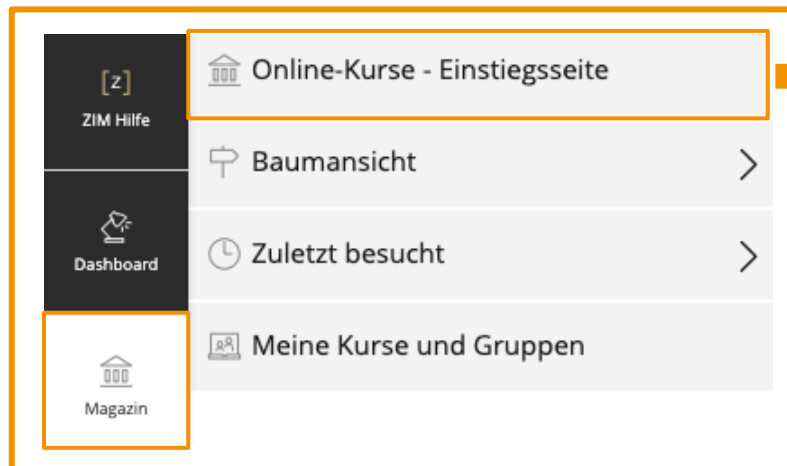 [z]
ZIM Hilfe
Dashboard
Magazin
Online-Kurse - Einstiegsseite
Baumansicht
Zuletzt besucht
Meine Kurse und Gruppen